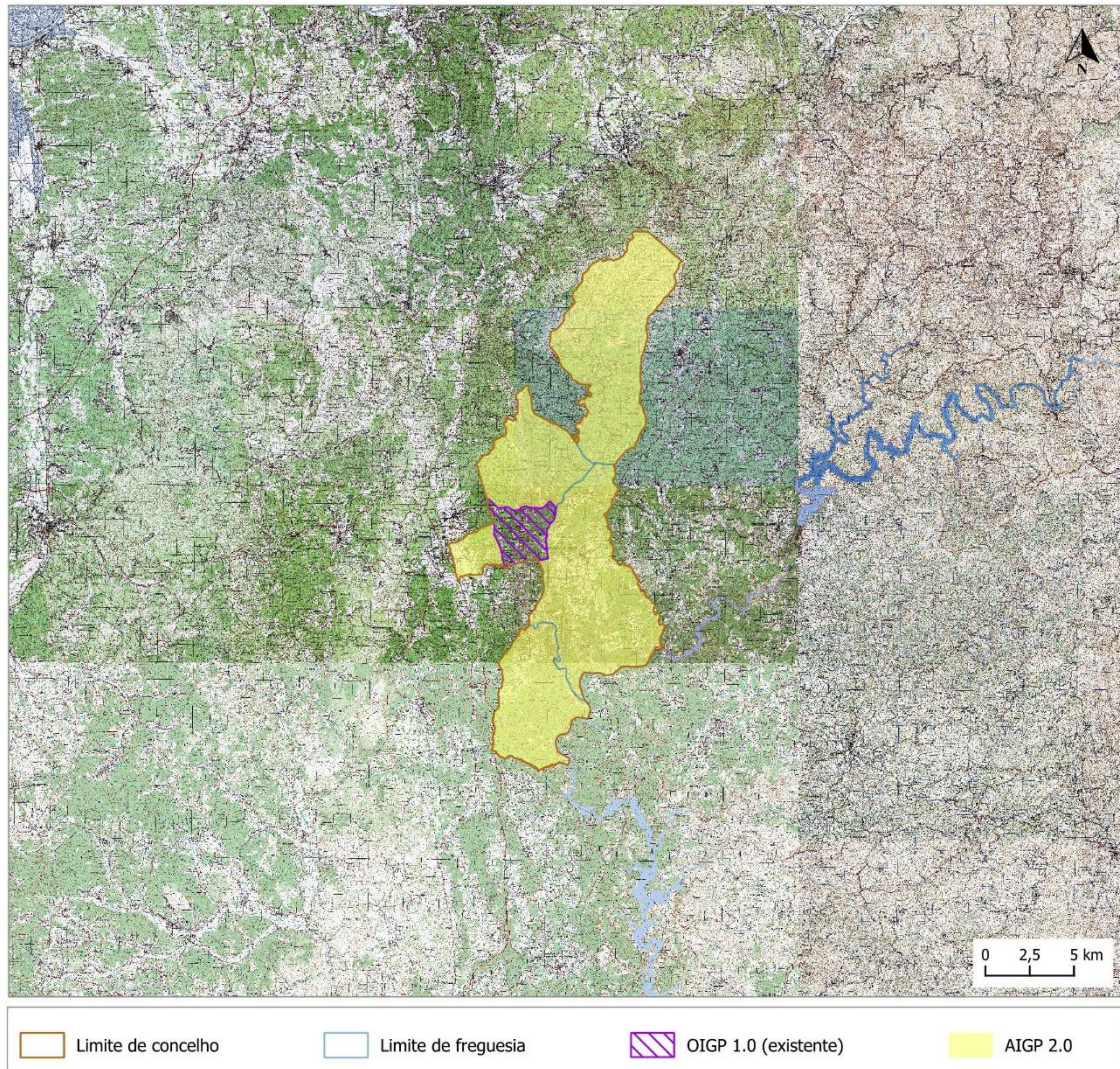 N
0 2,5 5 km
Limite de concelho
Limite de freguesia
OIGP 1.0 (existente)
AIGP 2.0